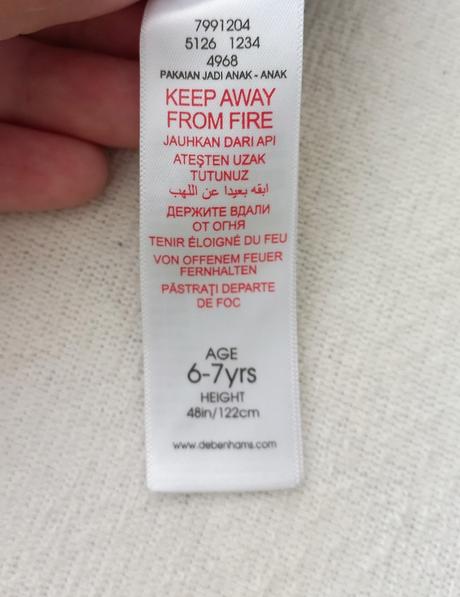 7991204
5126 1234
4968
PAKAIAN JADI ANAK - ANAK
KEEP AWAY
FROM FIRE
JAUHKAN DARI API
ATEŞTEN UZAK
TUTUNUZ
ابقه بعيدا عن اللهب
ДЕРЖИТЕ ВДАЛИ
ОТ ОГНЯ
TENIR ÉLOIGNÉ DU FEU
VON OFFENEM FEUER
FERNHALTEN
PĂSTRAŢI DEPARTE
DE FOC
AGE
6-7yrs
HEIGHT
48in/122cm
www.debenhams.com